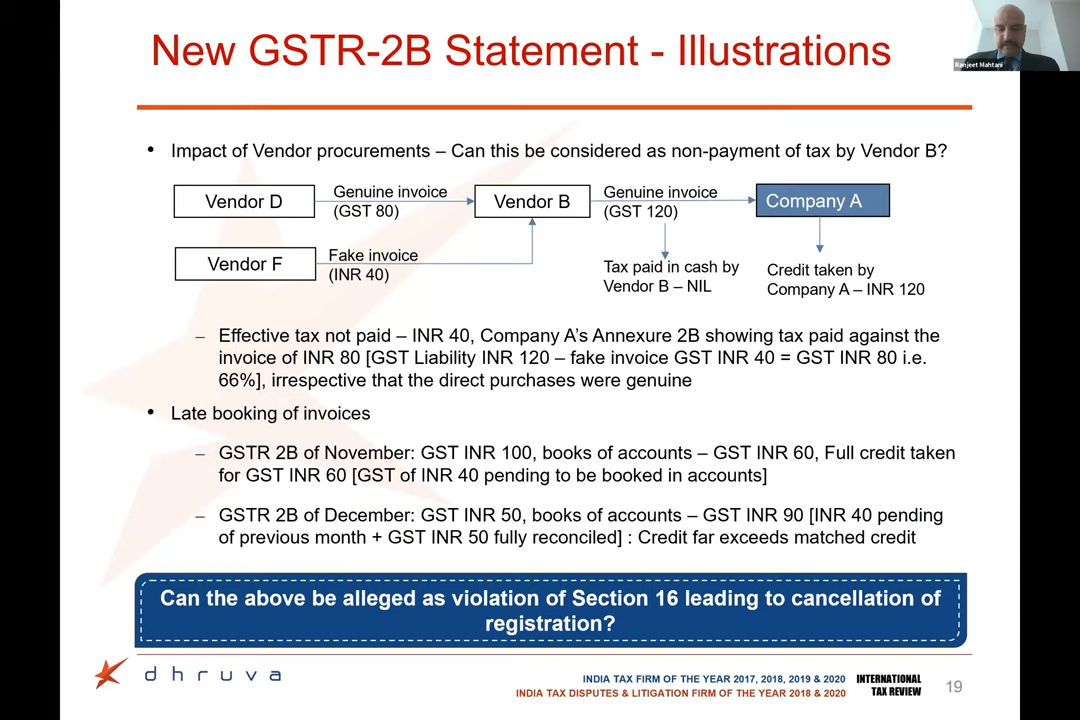 New GSTR-2B Statement - Illustrations
Ranjeet Mahtani
• Impact of Vendor procurements – Can this be considered as non-payment of tax by Vendor B?
Vendor D
Genuine invoice
(GST 80)
Vendor B
Genuine invoice
(GST 120)
Company A
Vendor F
Fake invoice
(INR 40)
Tax paid in cash by
Vendor B – NIL
Credit taken by
Company A – INR 120
– Effective tax not paid – INR 40, Company A's Annexure 2B showing tax paid against the
invoice of INR 80 [GST Liability INR 120 – fake invoice GST INR 40 = GST INR 80 i.e.
66%], irrespective that the direct purchases were genuine
• Late booking of invoices
– GSTR 2B of November: GST INR 100, books of accounts – GST INR 60, Full credit taken
for GST INR 60 [GST of INR 40 pending to be booked in accounts]
– GSTR 2B of December: GST INR 50, books of accounts – GST INR 90 [INR 40 pending
of previous month + GST INR 50 fully reconciled] : Credit far exceeds matched credit
Can the above be alleged as violation of Section 16 leading to cancellation of
registration?
dhruva
INDIA TAX FIRM OF THE YEAR 2017, 2018, 2019 & 2020
INDIA TAX DISPUTES & LITIGATION FIRM OF THE YEAR 2018 & 2020
INTERNATIONAL
TAX REVIEW
19